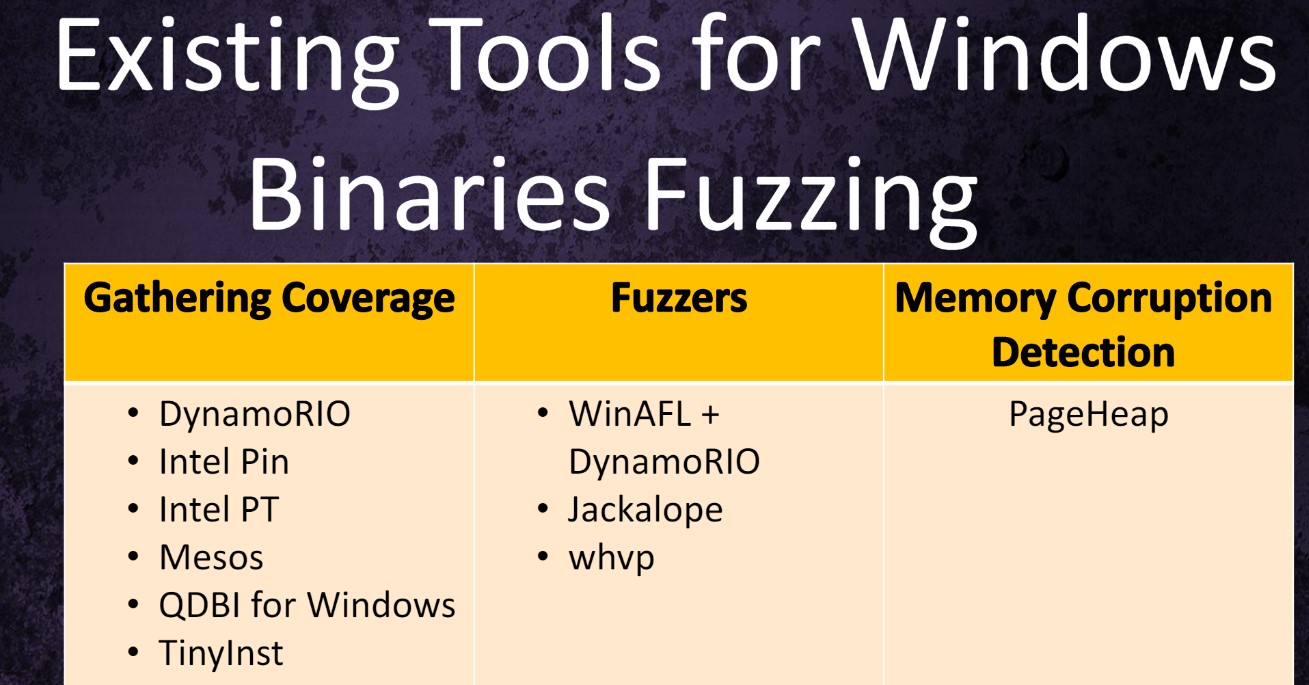 Existing Tools for Windows
Binaries Fuzzing
Gathering Coverage
Fuzzers
Memory Corruption
Detection
• DynamoRIO
• Intel Pin
• Intel PT
• Mesos
• QDBI for Windows
• TinyInst
• WinAFL +
DynamoRIO
• Jackalope
• whvp
PageHeap